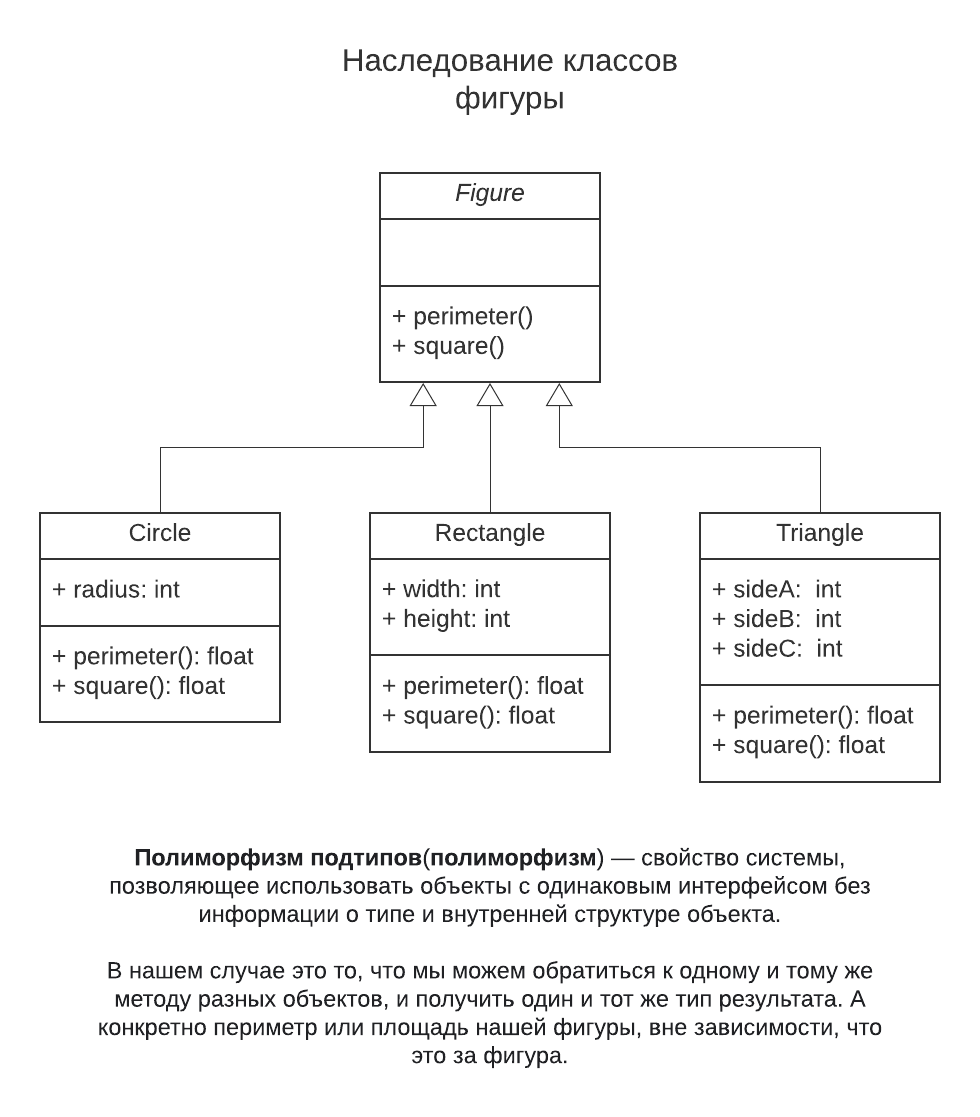 Наследование классов
фигуры
Figure
+ perimeter()
+ square()
Circle
+ radius: int
+ perimeter(): float
+ square(): float
Rectangle
+ width: int
+ height: int
+ perimeter(): float
+ square(): float
Triangle
+ sideA:  int
+ sideB:  int
+ sideC:  int
+ perimeter(): float
+ square(): float
Полиморфизм подтипов(полиморфизм) — свойство системы,
позволяющее использовать объекты с одинаковым интерфейсом без
информации о типе и внутренней структуре объекта.
В нашем случае это то, что мы можем обратиться к одному и тому же
методу разных объектов, и получить один и тот же тип результата. А
конкретно периметр или площадь нашей фигуры, вне зависимости, что
это за фигура.